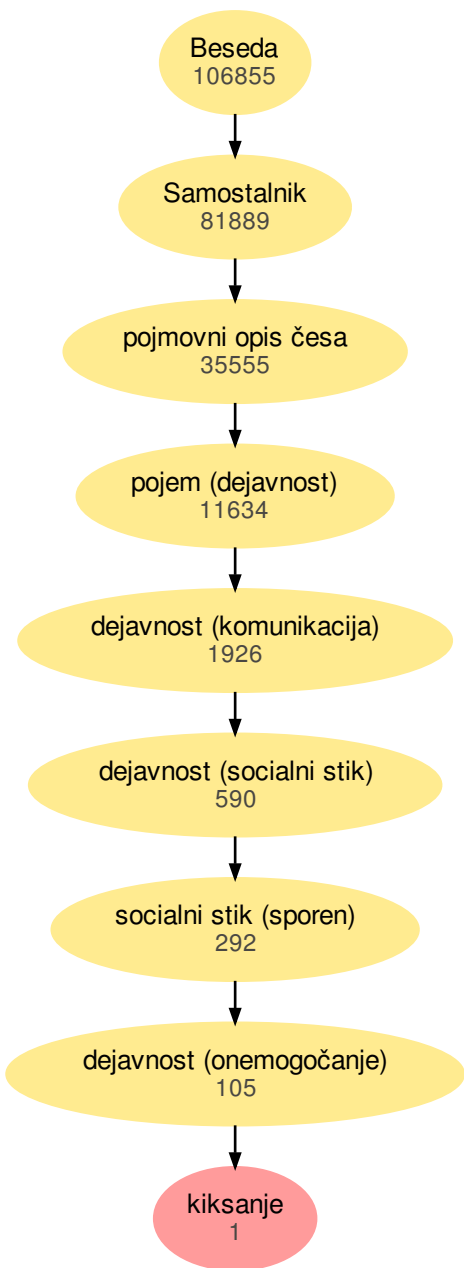 Beseda
106855
Samostalnik
81889
pojmovni opis česa
35555
pojem (dejavnost)
11634
dejavnost (komunikacija)
1926
dejavnost (socialni stik)
590
socialni stik (sporen)
292
dejavnost (onemogočanje)
105
kiksanje
1